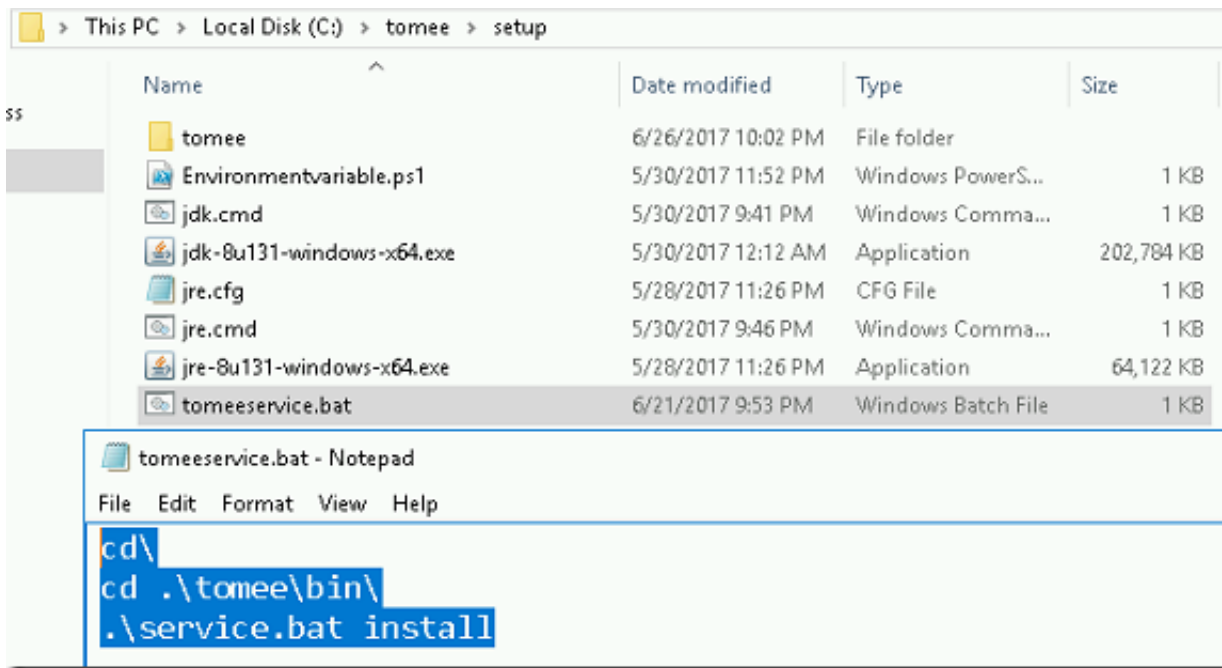 This PC > Local Disk (C:) > tomee > setup
Name Date modified Type Size
ss
tomee 6/26/2017 10:02 PM File folder
Environmentvariable.ps1 5/30/2017 11:52 PM Windows PowerS... 1 KB
jdk.cmd 5/30/2017 9:41 PM Windows Comma... 1 KB
jdk-8u131-windows-x64.exe 5/30/2017 12:12 AM Application 202,784 KB
jre.cfg 5/28/2017 11:26 PM CFG File 1 KB
jre.cmd 5/30/2017 9:46 PM Windows Comma... 1 KB
jre-8u131-windows-x64.exe 5/28/2017 11:26 PM Application 64,122 KB
tomeeservice.bat 6/21/2017 9:53 PM Windows Batch File 1 KB
tomeeservice.bat - Notepad
File Edit Format View Help
cd\
cd .\tomee\bin\
.\service.bat install